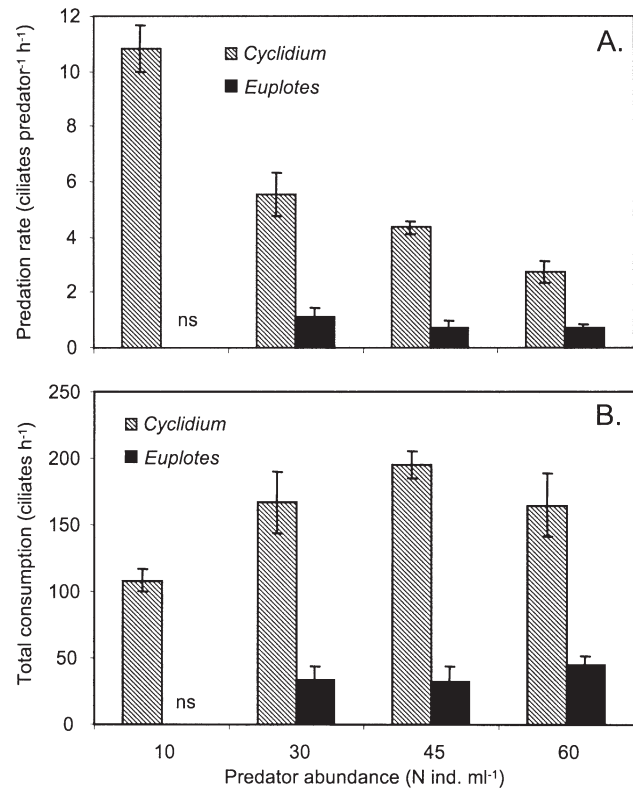 A.
Predation rate (ciliates predator⁻¹ h⁻¹)
12
10
8
6
4
2
0
Cyclidium
Euplotes
ns
B.
Total consumption (ciliates h⁻¹)
250
200
150
100
50
0
Cyclidium
Euplotes
ns
10 30 45 60
Predator abundance (N ind. ml⁻¹)